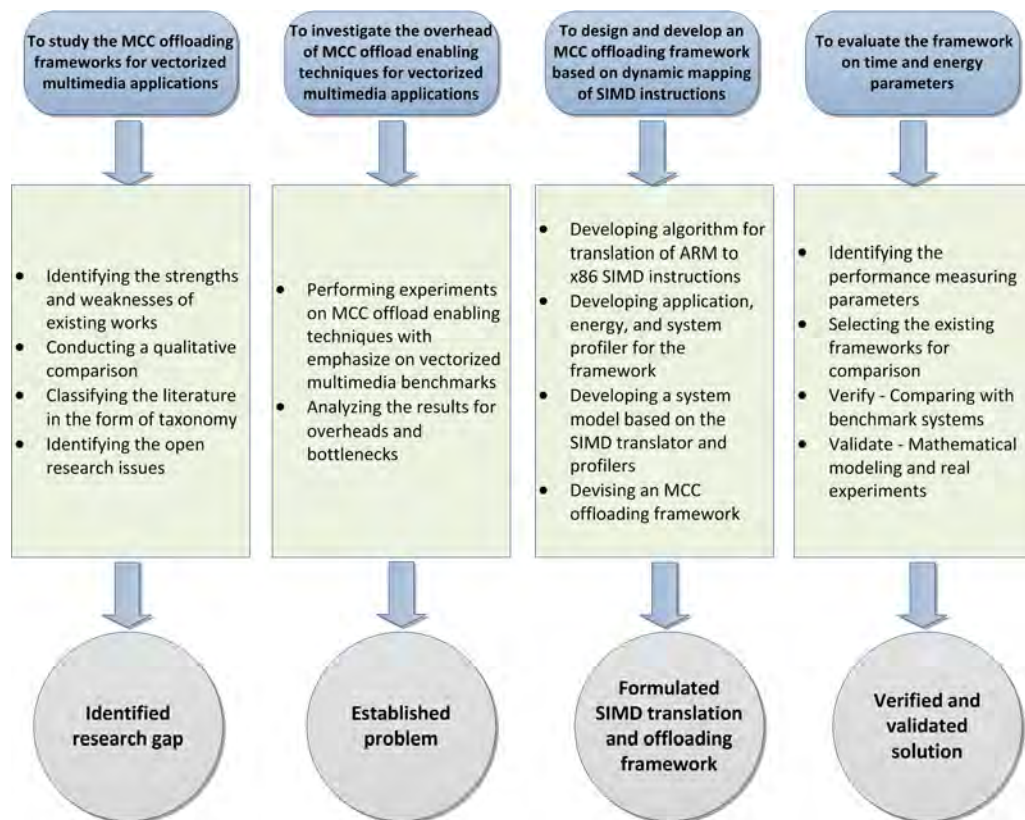 To study the MCC offloading
frameworks for vectorized
multimedia applications
To investigate the overhead
of MCC offload enabling
techniques for vectorized
multimedia applications
To design and develop an
MCC offloading framework
based on dynamic mapping
of SIMD instructions
To evaluate the framework
on time and energy
parameters
• Identifying the strengths
and weaknesses of
existing works
• Conducting a qualitative
comparison
• Classifying the literature
in the form of taxonomy
• Identifying the open
research issues
• Performing experiments
on MCC offload enabling
techniques with
emphasize on vectorized
multimedia benchmarks
• Analyzing the results for
overheads and
bottlenecks
• Developing algorithm for
translation of ARM to
x86 SIMD instructions
• Developing application,
energy, and system
profiler for the
framework
• Developing a system
model based on the
SIMD translator and
profilers
• Devising an MCC
offloading framework
• Identifying the
performance measuring
parameters
• Selecting the existing
frameworks for
comparison
• Verify - Comparing with
benchmark systems
• Validate - Mathematical
modeling and real
experiments
Identified
research gap
Established
problem
Formulated
SIMD translation
and offloading
framework
Verified and
validated
solution